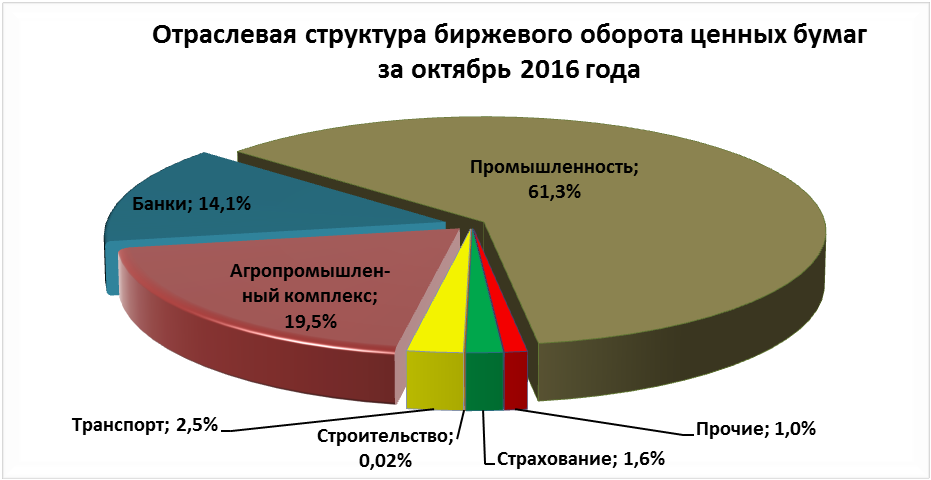 Отраслевая структура биржевого оборота ценных бумаг
за октябрь 2016 года
Промышленность;
61,3%
Банки; 14,1%
Агропромышлен-
ный комплекс;
19,5%
Транспорт; 2,5%
Строительство;
0,02%
Страхование; 1,6%
Прочие; 1,0%